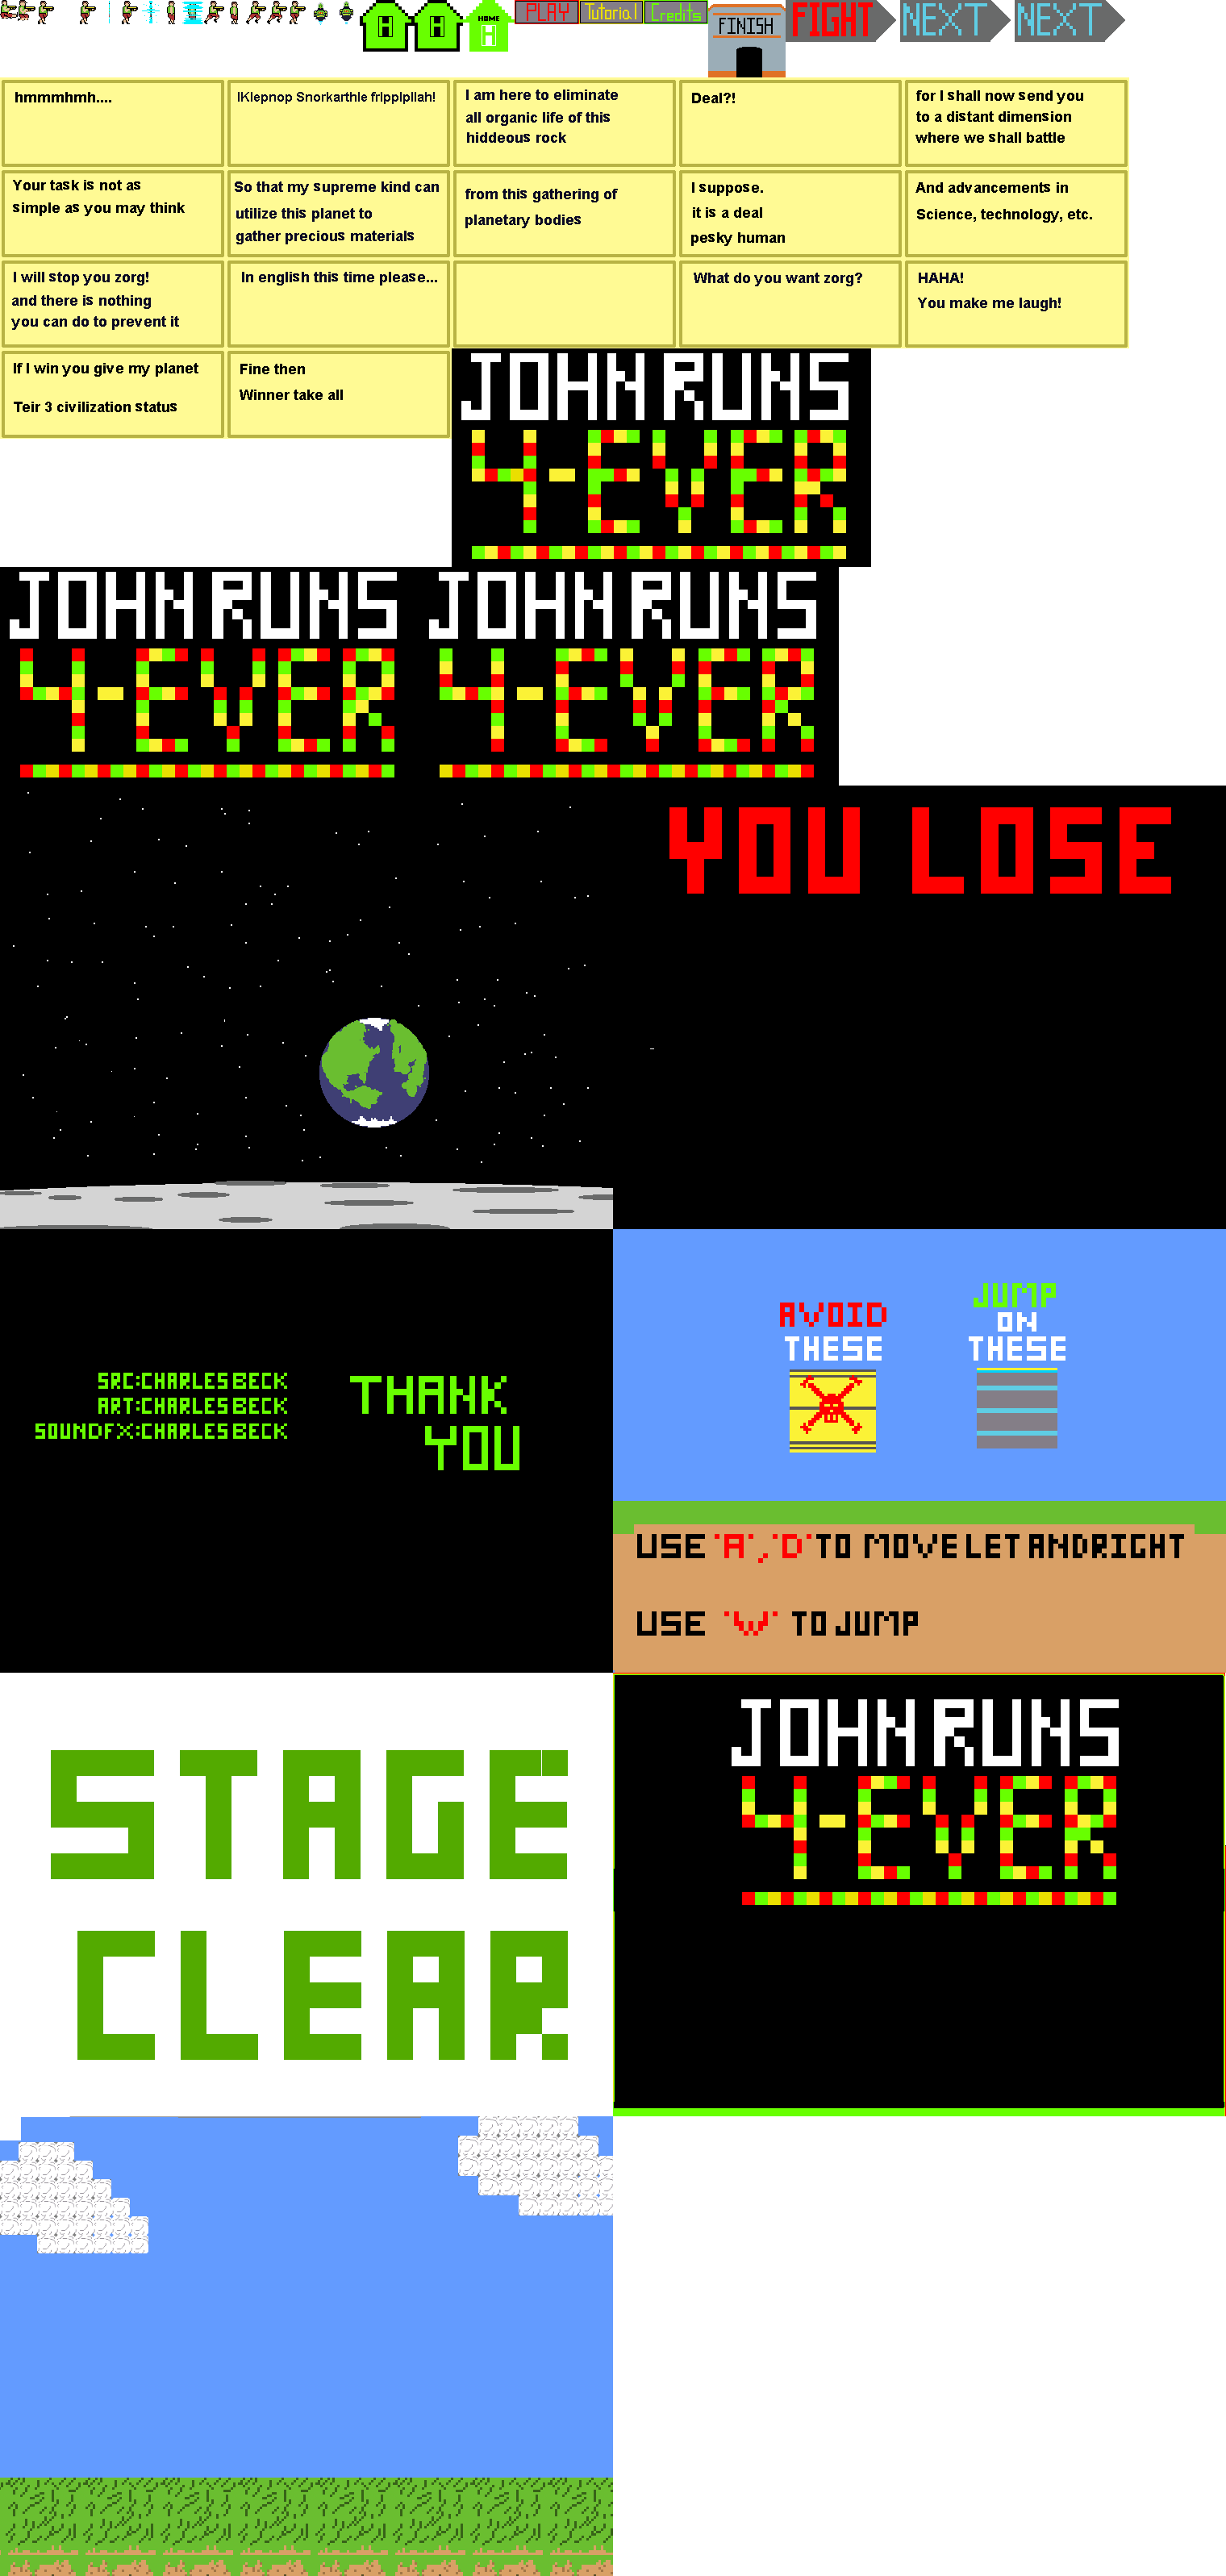 HOME
H
H
H
PLAY
Tutorial
Credits
FINISH
FIGHT
NEXT
NEXT
hmmmhmh....
IKlepnop Snorkarthle frippipllah!
I am here to eliminate
all organic life of this
hiddeous rock
Deal?!
for I shall now send you
to a distant dimension
where we shall battle
Your task is not as
simple as you may think
So that my supreme kind can
utilize this planet to
gather precious materials
from this gathering of
planetary bodies
I suppose.
it is a deal
pesky human
And advancements in
Science, technology, etc.
I will stop you zorg!
and there is nothing
you can do to prevent it
In english this time please...
What do you want zorg?
HAHA!
You make me laugh!
If I win you give my planet
Teir 3 civilization status
Fine then
Winner take all
JOHN RUNS
4-EVER
JOHN RUNS
4-EVER
JOHN RUNS
4-EVER
YOU LOSE
SRC:CHARLES BECK
ART:CHARLES BECK
SOUNDFX:CHARLES BECK
THANK
YOU
AVOID
THESE
JUMP
ON
THESE
USE 'A','D' TO MOVE LET AND RIGHT
USE 'W' TO JUMP
STAGE
CLEAR
JOHN RUNS
4-EVER